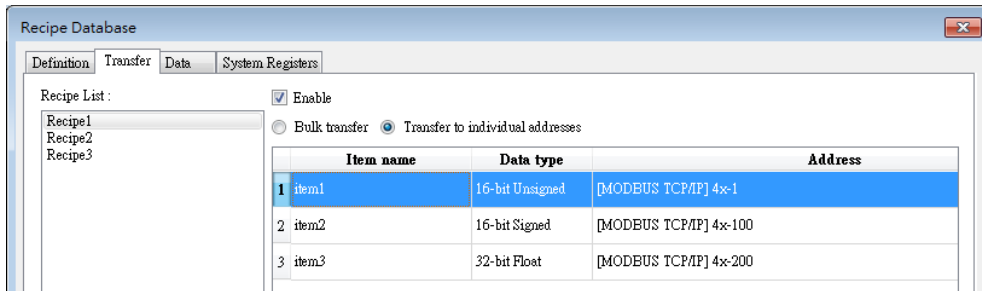 Recipe Database
Definition Transfer Data System Registers
Recipe List :
Recipe1
Recipe2
Recipe3
Enable
Bulk transfer Transfer to individual addresses
Item name Data type Address
1 item1 16-bit Unsigned [MODBUS TCP/IP] 4x-1
2 item2 16-bit Signed [MODBUS TCP/IP] 4x-100
3 item3 32-bit Float [MODBUS TCP/IP] 4x-200